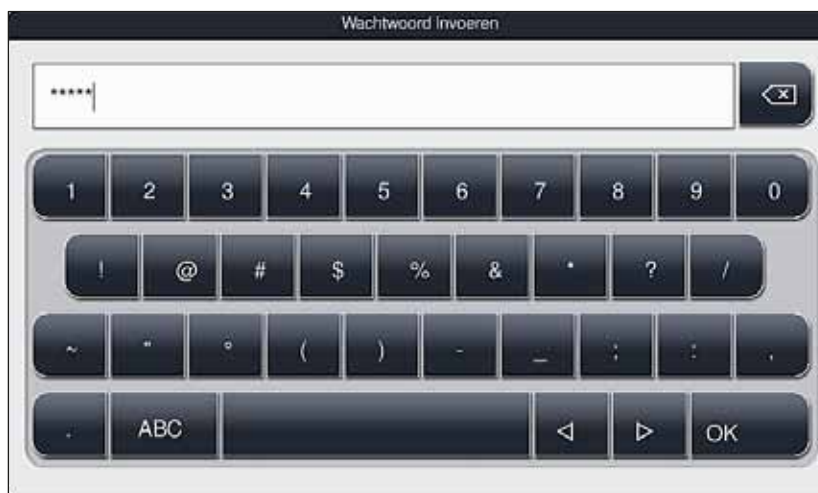 Wachtwoord invoeren
*****
1 2 3 4 5 6 7 8 9 0
! @ # $ % & * ? /
~ " ° ( ) - _ ; : ,
. ABC OK